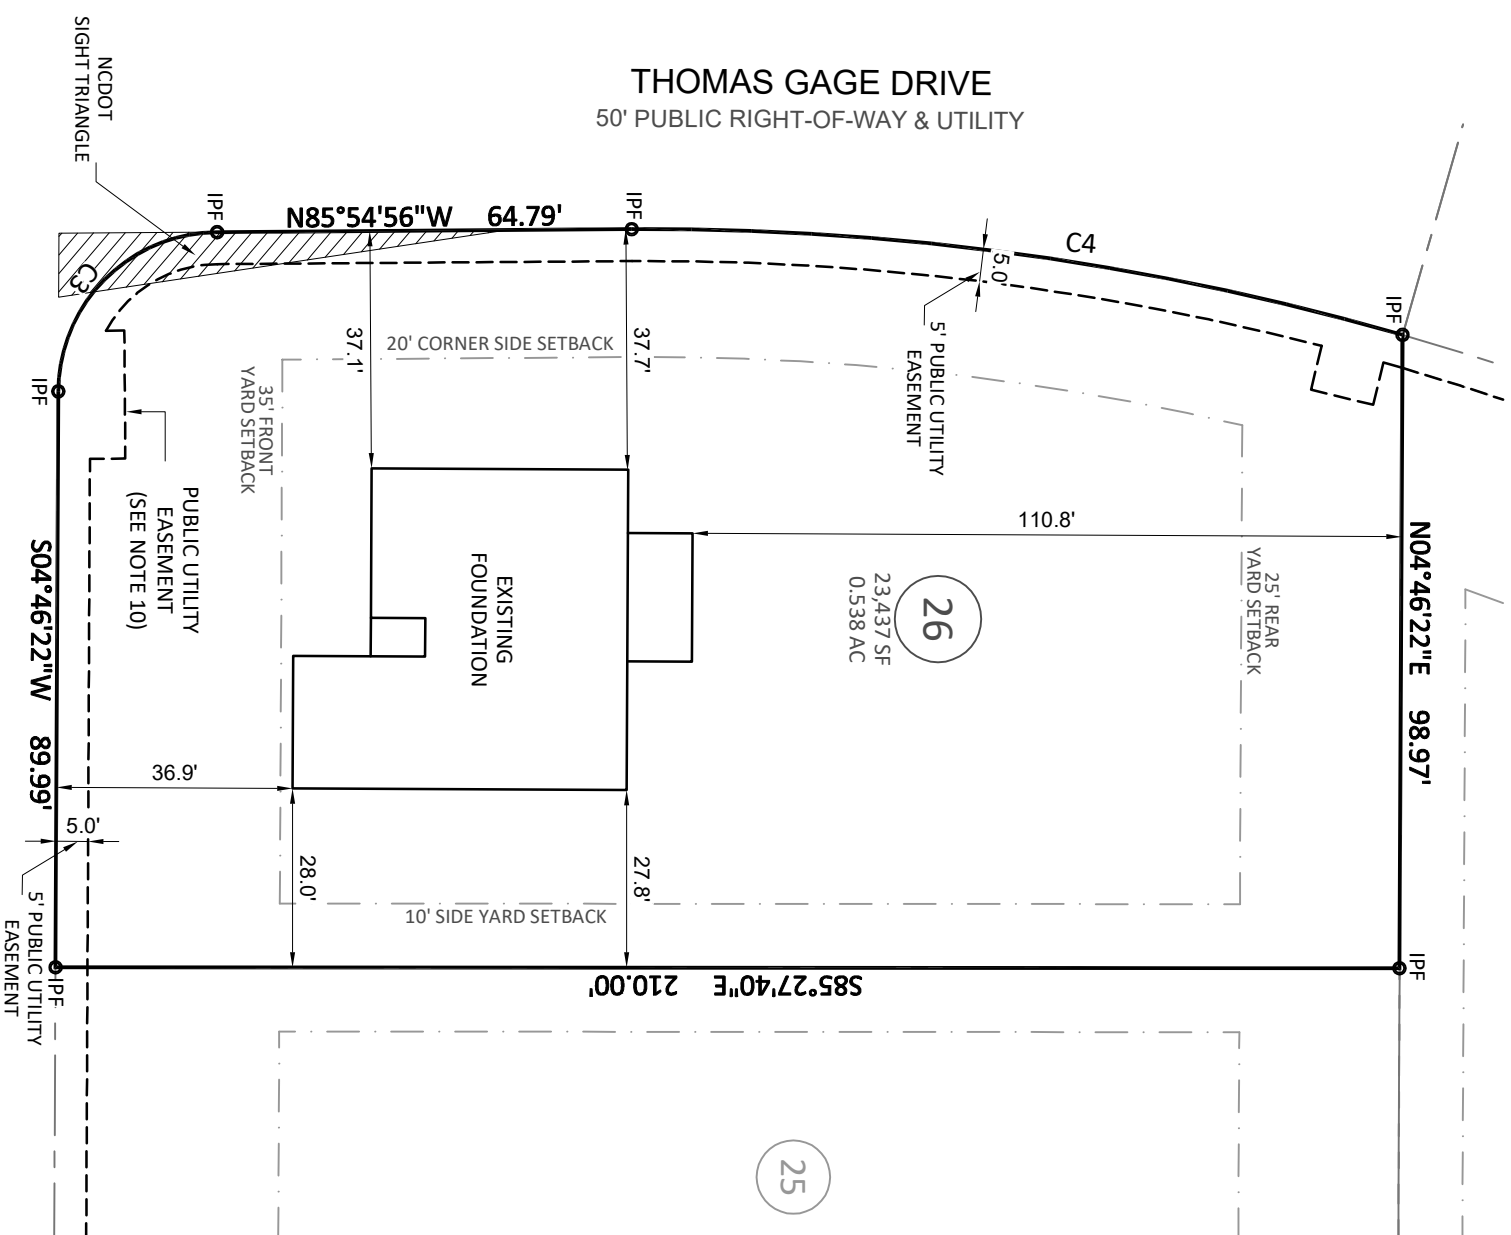 THOMAS GAGE DRIVE
50' PUBLIC RIGHT-OF-WAY & UTILITY
NCDOT
SIGHT TRIANGLE
IPF
N85°54'56"W 64.79'
IPF
C4
5.0'
IPF
C3
37.1'
20' CORNER SIDE SETBACK
37.7'
5' PUBLIC UTILITY
EASEMENT
IPF
35' FRONT
YARD SETBACK
PUBLIC UTILITY
EASEMENT
(SEE NOTE 10)
EXISTING
FOUNDATION
110.8'
26
23,437 SF
0.538 AC
25' REAR
YARD SETBACK
N04°46'22"E 98.97'
S04°46'22"W 89.99'
36.9'
5.0'
28.0'
27.8'
10' SIDE YARD SETBACK
5' PUBLIC UTILITY
EASEMENT
IPF
S85°27'40"E 210.00'
IPF
25